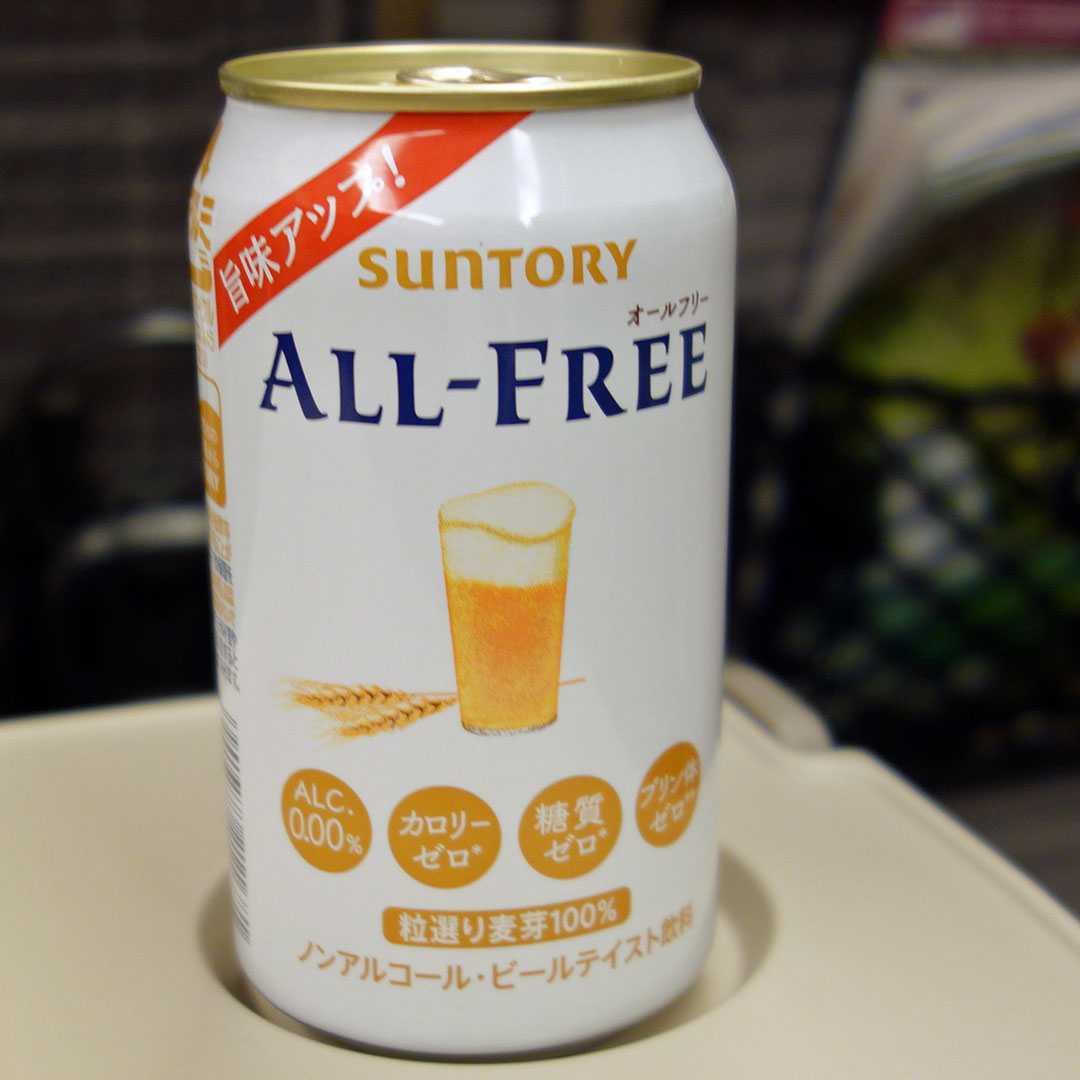 旨味アップ!
SUNTORY
オールフリー
ALL-FREE
ALC.
0.00%
カロリー
ゼロ*
糖質
ゼロ*
プリン体
ゼロ**
粒選り麦芽100%
ノンアルコール・ビールテイスト飲料